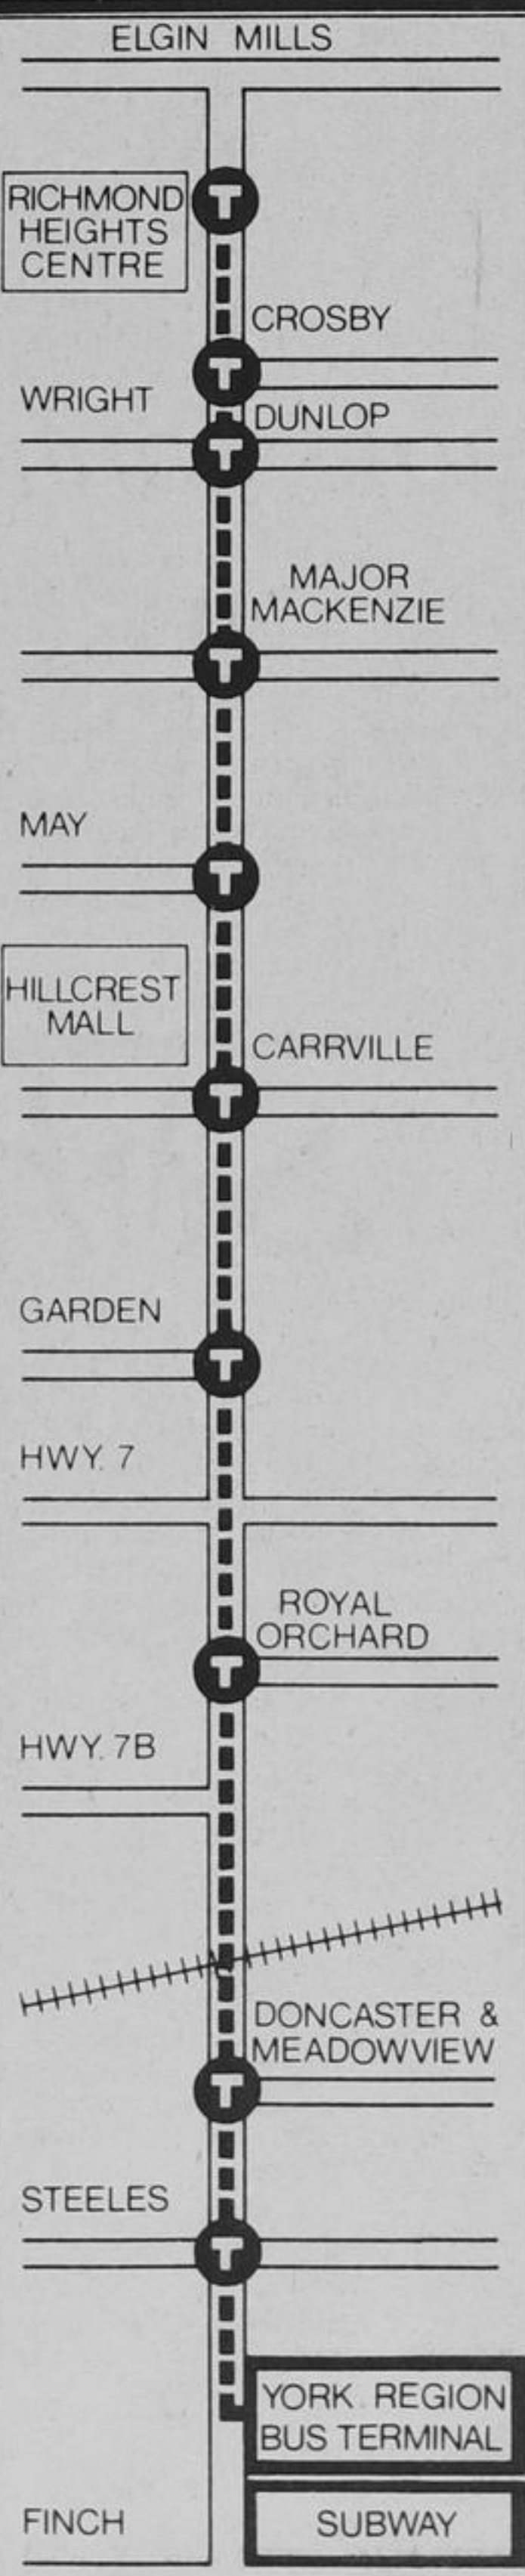 ELGIN MILLS
T
RICHMOND
HEIGHTS
CENTRE
CROSBY
T
WRIGHT
DUNLOP
T
MAJOR
MACKENZIE
T
MAY
T
HILLCREST
MALL
CARRVILLE
T
GARDEN
T
HWY. 7
ROYAL
ORCHARD
T
HWY. 7B
DONCASTER &
MEADOWVIEW
T
STEELES
T
YORK REGION
BUS TERMINAL
FINCH
SUBWAY